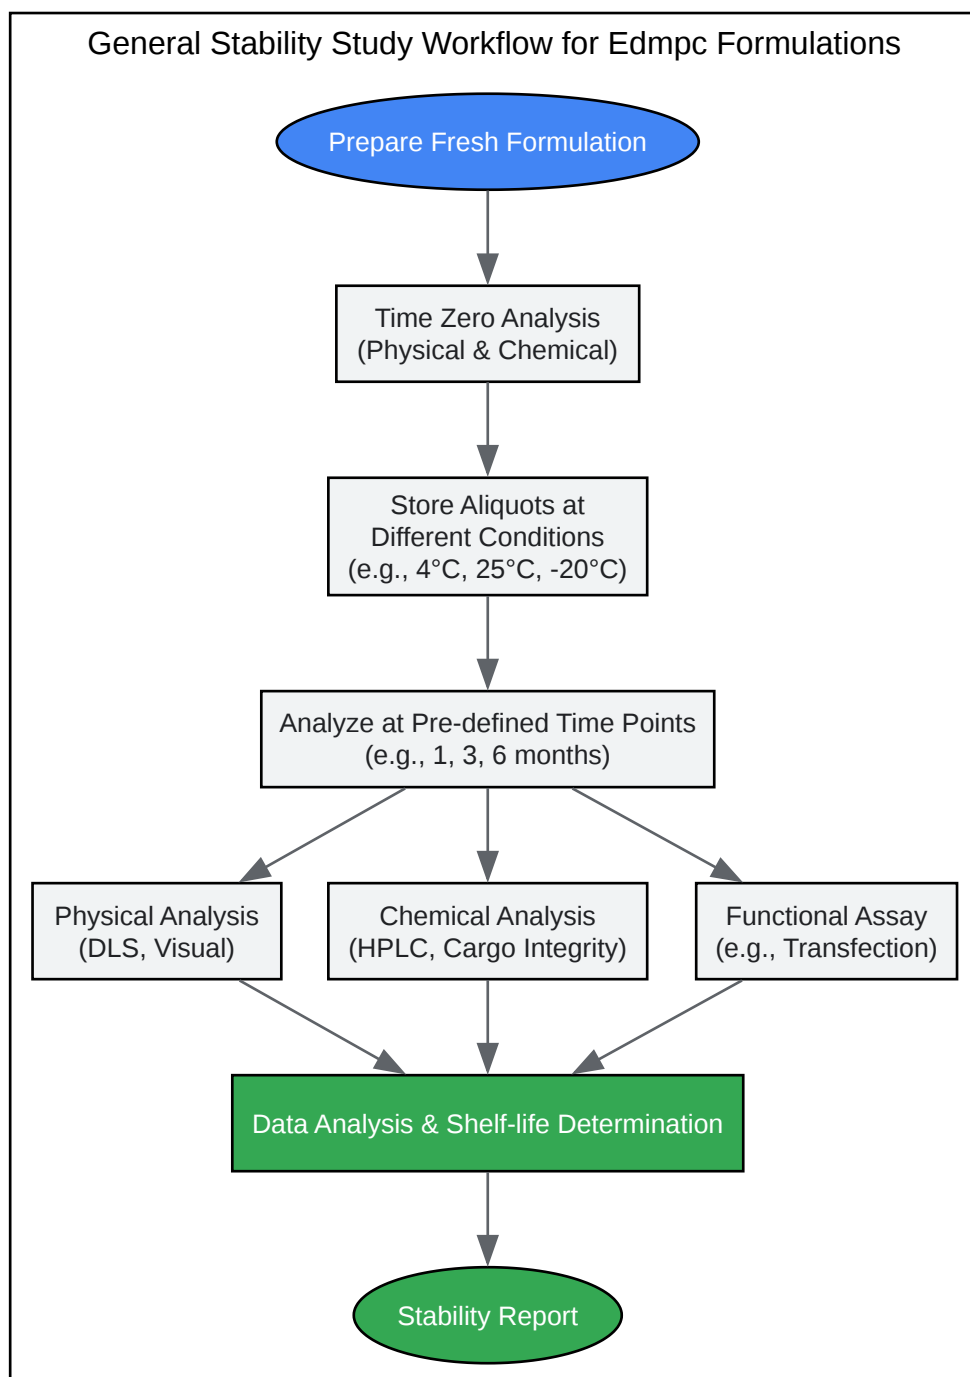 General Stability Study Workflow for Edmpc Formulations
Prepare Fresh Formulation
Time Zero Analysis
(Physical & Chemical)
Store Aliquots at
Different Conditions
(e.g., 4°C, 25°C, -20°C)
Analyze at Pre-defined Time Points
(e.g., 1, 3, 6 months)
Physical Analysis
(DLS, Visual)
Chemical Analysis
(HPLC, Cargo Integrity)
Functional Assay
(e.g., Transfection)
Data Analysis & Shelf-life Determination
Stability Report